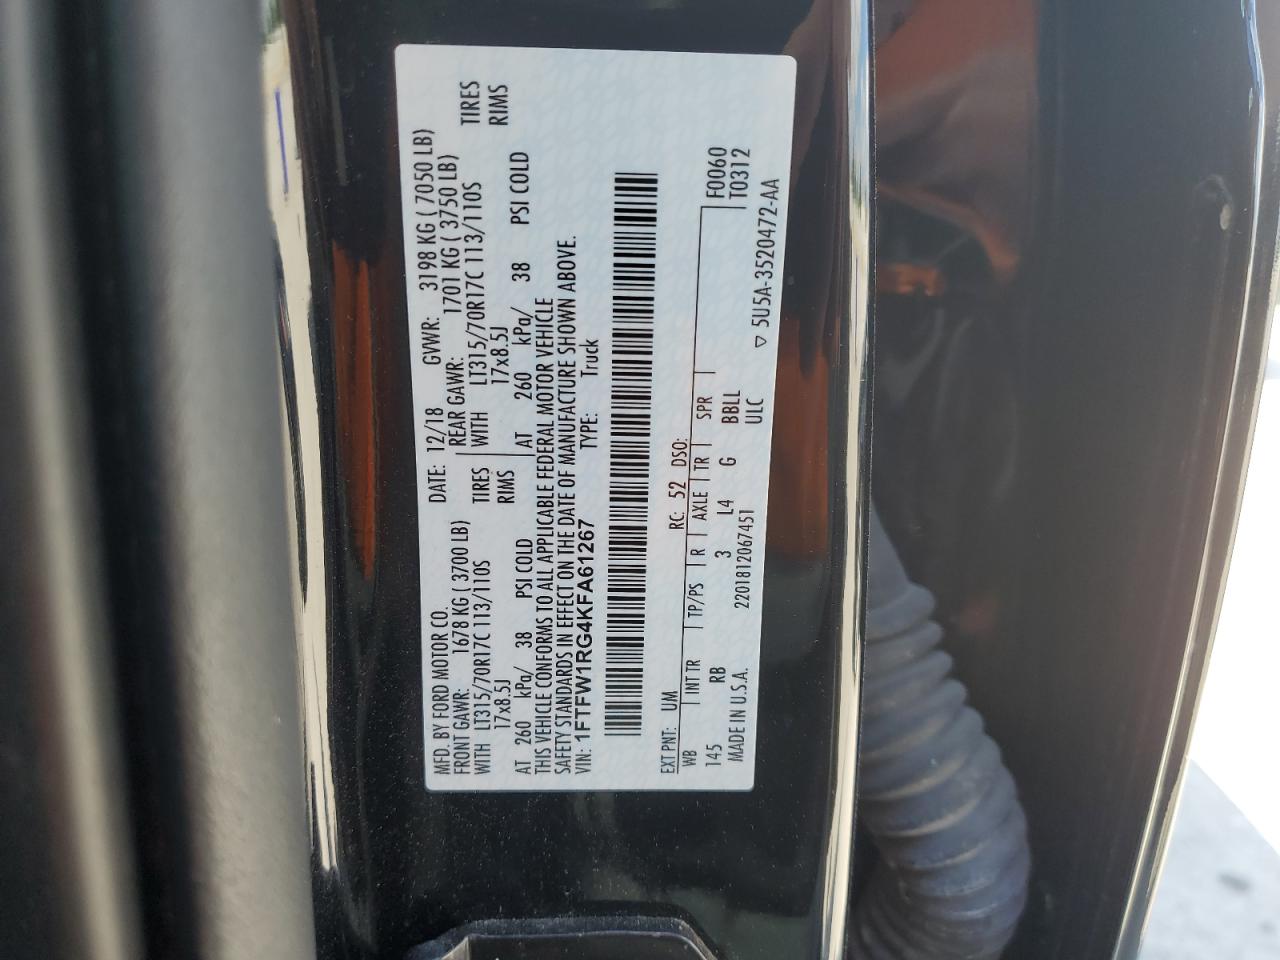 MFD. BY FORD MOTOR CO.
DATE: 12/18 GVWR: 3198 KG ( 7050 LB)
FRONT GAWR: 1678 KG ( 3700 LB) REAR GAWR: 1701 KG ( 3750 LB)
WITH LT315/70R17C 113/110S TIRES WITH LT315/70R17C 113/110S TIRES
17x8.5J RIMS 17x8.5J RIMS
AT 260 kPa/ 38 PSI COLD AT 260 kPa/ 38 PSI COLD
THIS VEHICLE CONFORMS TO ALL APPLICABLE FEDERAL MOTOR VEHICLE
SAFETY STANDARDS IN EFFECT ON THE DATE OF MANUFACTURE SHOWN ABOVE.
VIN: 1FTFW1RG4KFA61267 TYPE: Truck
EXT PNT: UM RC: 52 DSO:
WB INT TR TP/PS R AXLE TR SPR F0060
145 RB 3 L4 G BBLL T0312
MADE IN U.S.A. 2201812067451 ULC
▽ 5U5A-3520472-AA